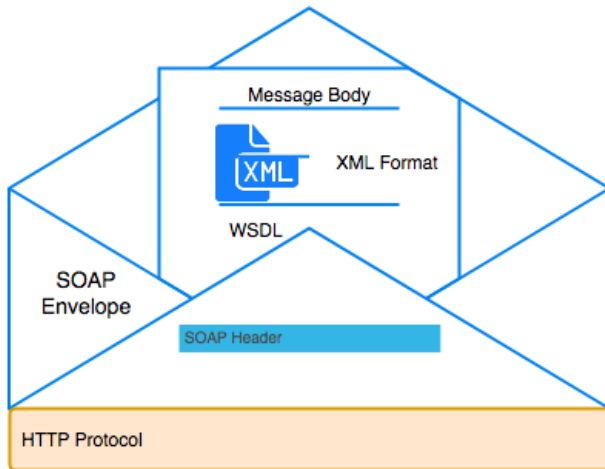 Message Body
XML
XML Format
WSDL
SOAP
Envelope
SOAP Header
HTTP Protocol